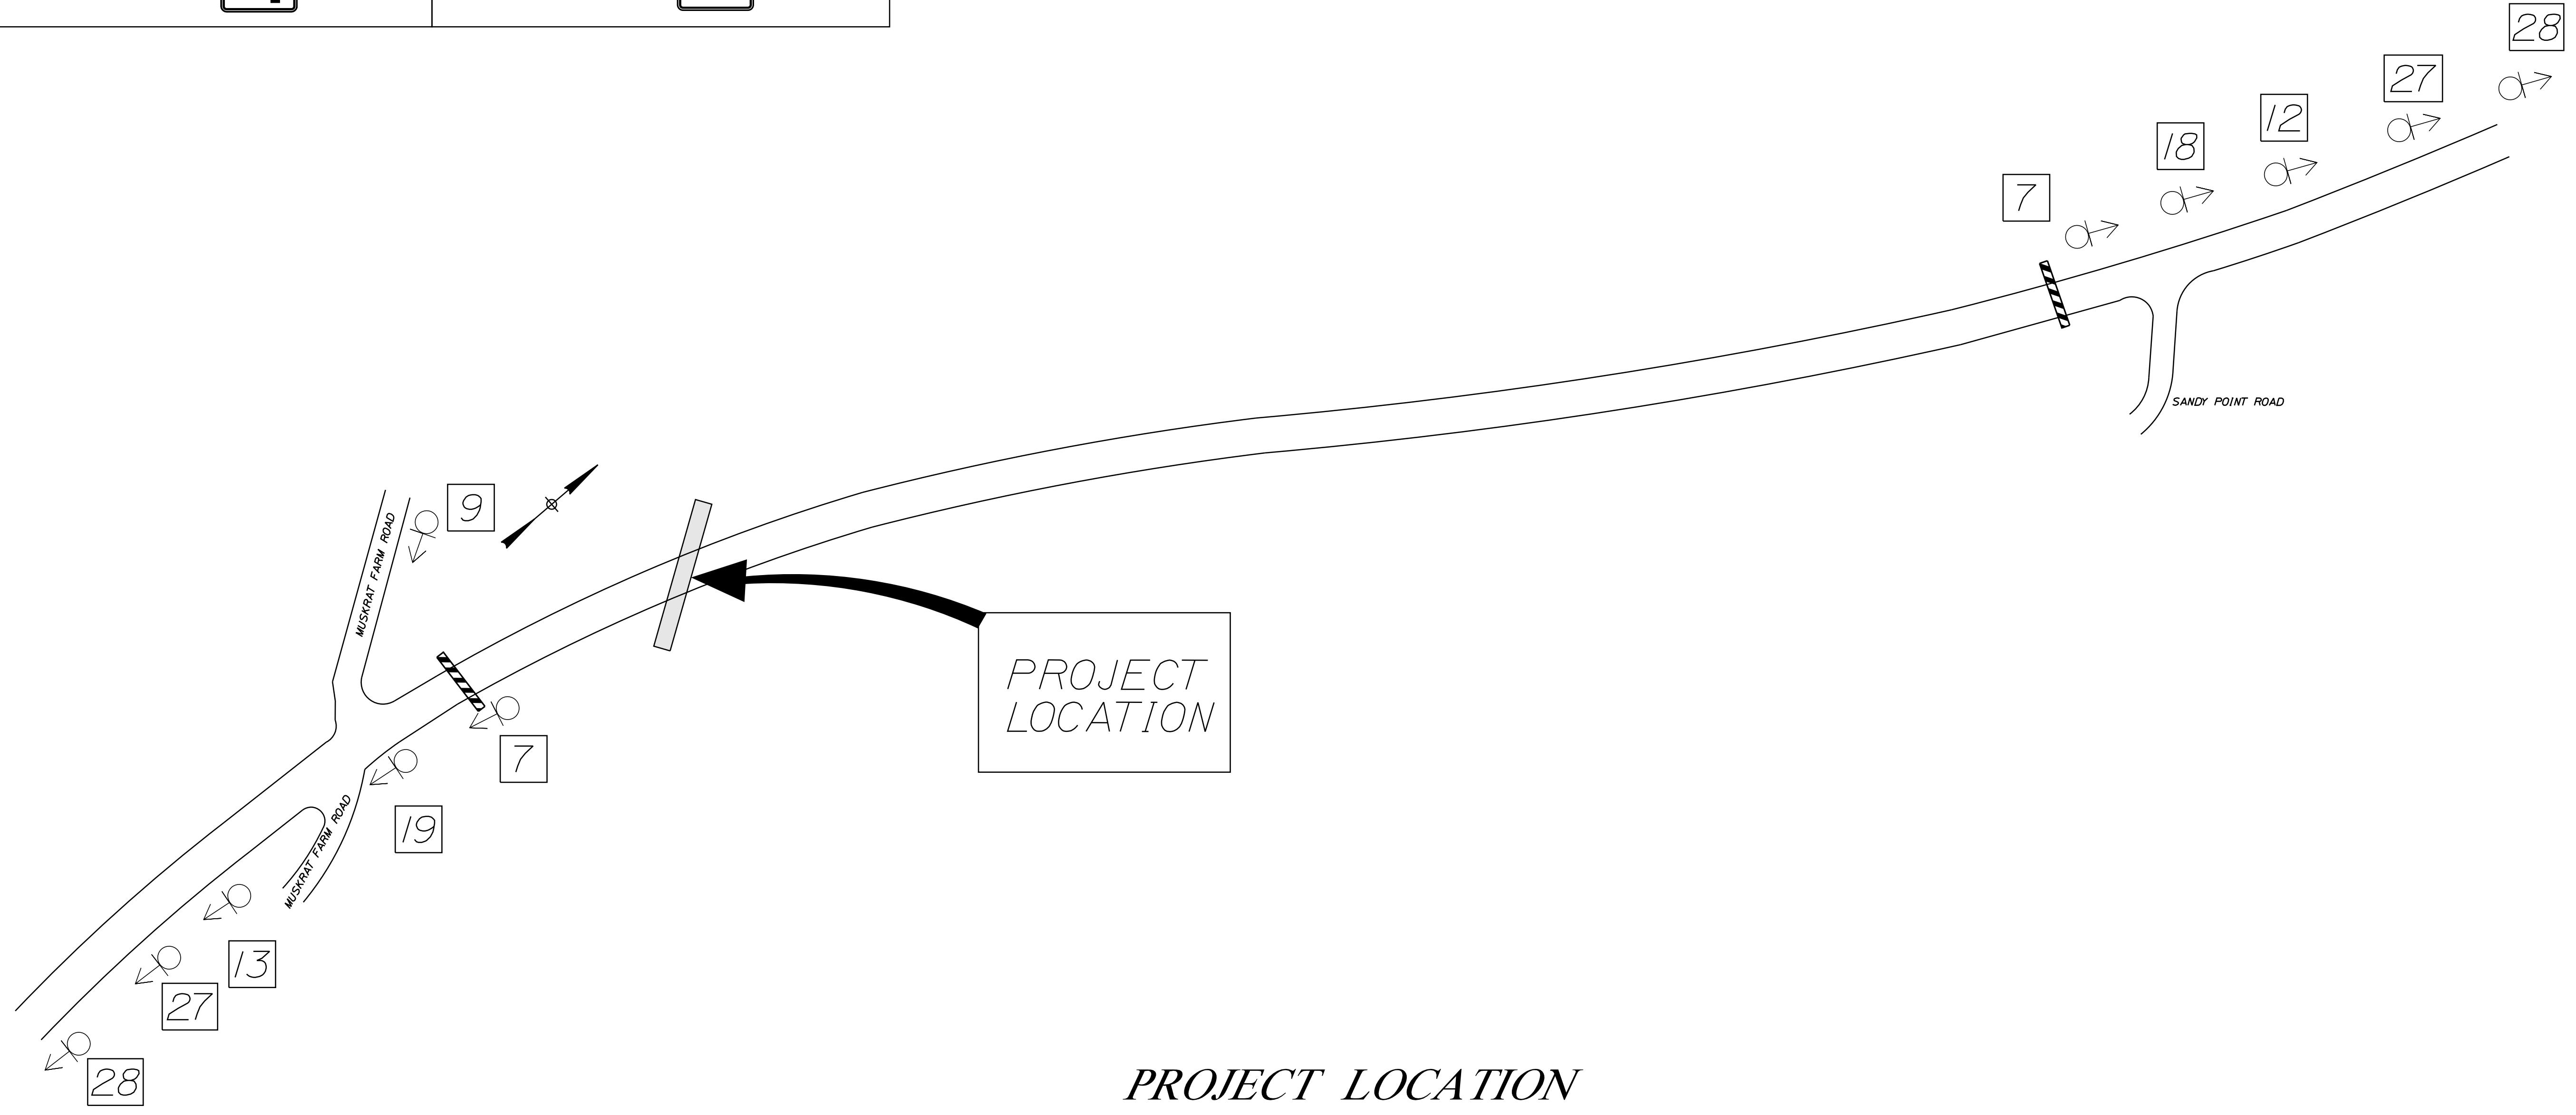 28
27
12
18
7
SANDY POINT ROAD
9
MUSKRAT FARM ROAD
PROJECT
LOCATION
7
19
MUSKRAT FARM ROAD
13
27
28
PROJECT LOCATION